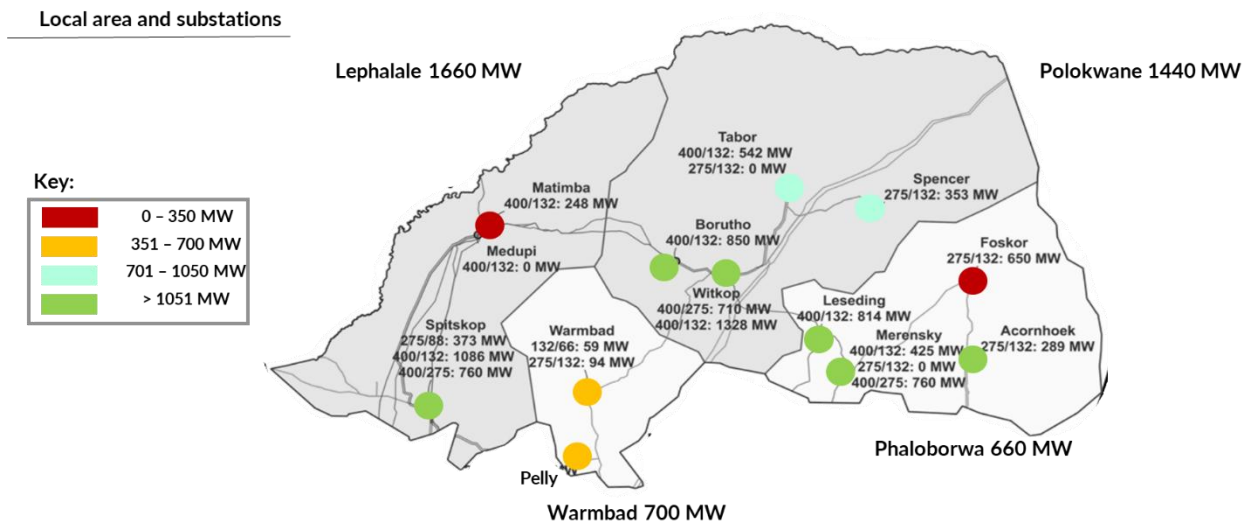 Local area and substations
Lephalale 1660 MW
Polokwane 1440 MW
Key:
0 – 350 MW
351 – 700 MW
701 – 1050 MW
> 1051 MW
Tabor
400/132: 542 MW
275/132: 0 MW
Spencer
275/132: 353 MW
Matimba
400/132: 248 MW
Medupi
400/132: 0 MW
Borutho
400/132: 850 MW
Witkop
400/275: 710 MW
400/132: 1328 MW
Foskor
275/132: 650 MW
Leseding
400/132: 814 MW
Merensky
400/132: 425 MW
275/132: 0 MW
400/275: 760 MW
Acornhoek
275/132: 289 MW
Spitskop
275/88: 373 MW
400/132: 1086 MW
400/275: 760 MW
Warmbad
132/66: 59 MW
275/132: 94 MW
Pelly
Phaloborwa 660 MW
Warmbad 700 MW